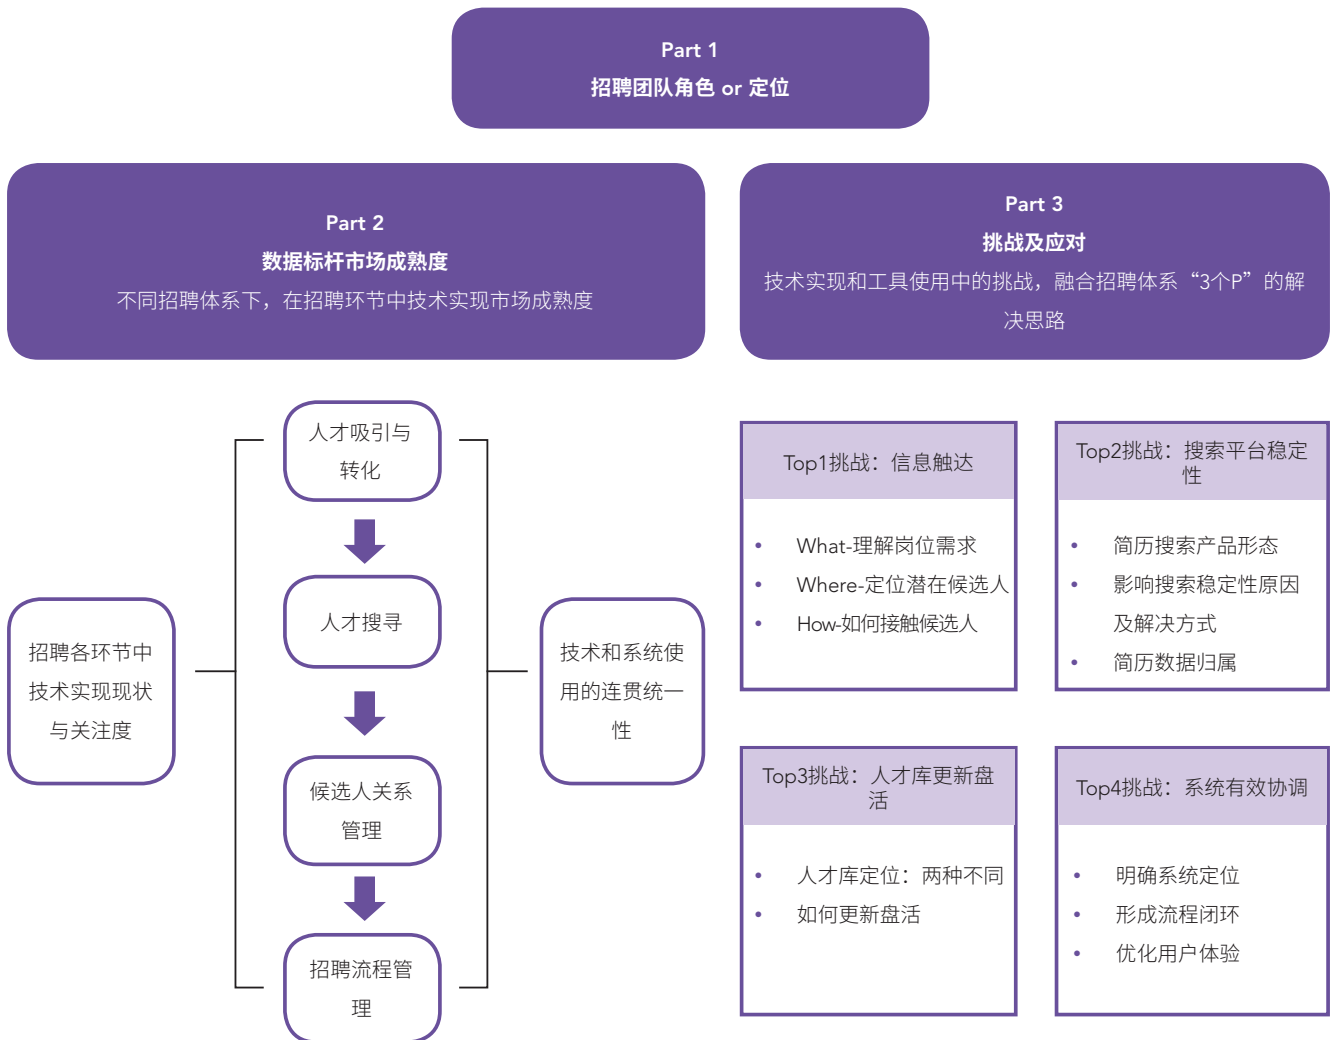 Part 1
招聘团队角色 or 定位
Part 2
数据标杆市场成熟度
不同招聘体系下，在招聘环节中技术实现市场成熟度
Part 3
挑战及应对
技术实现和工具使用中的挑战，融合招聘体系“3个P”的解
决思路
招聘各环节中
技术实现现状
与关注度
人才吸引与
转化
人才搜寻
候选人关系
管理
招聘流程管
理
技术和系统使
用的连贯统一
性
Top1挑战：信息触达
• What-理解岗位需求
• Where-定位潜在候选人
• How-如何接触候选人
Top2挑战：搜索平台稳定
性
• 简历搜索产品形态
• 影响搜索稳定性原因
及解决方式
• 简历数据归属
Top3挑战：人才库更新盘
活
• 人才库定位：两种不同
• 如何更新盘活
Top4挑战：系统有效协调
• 明确系统定位
• 形成流程闭环
• 优化用户体验